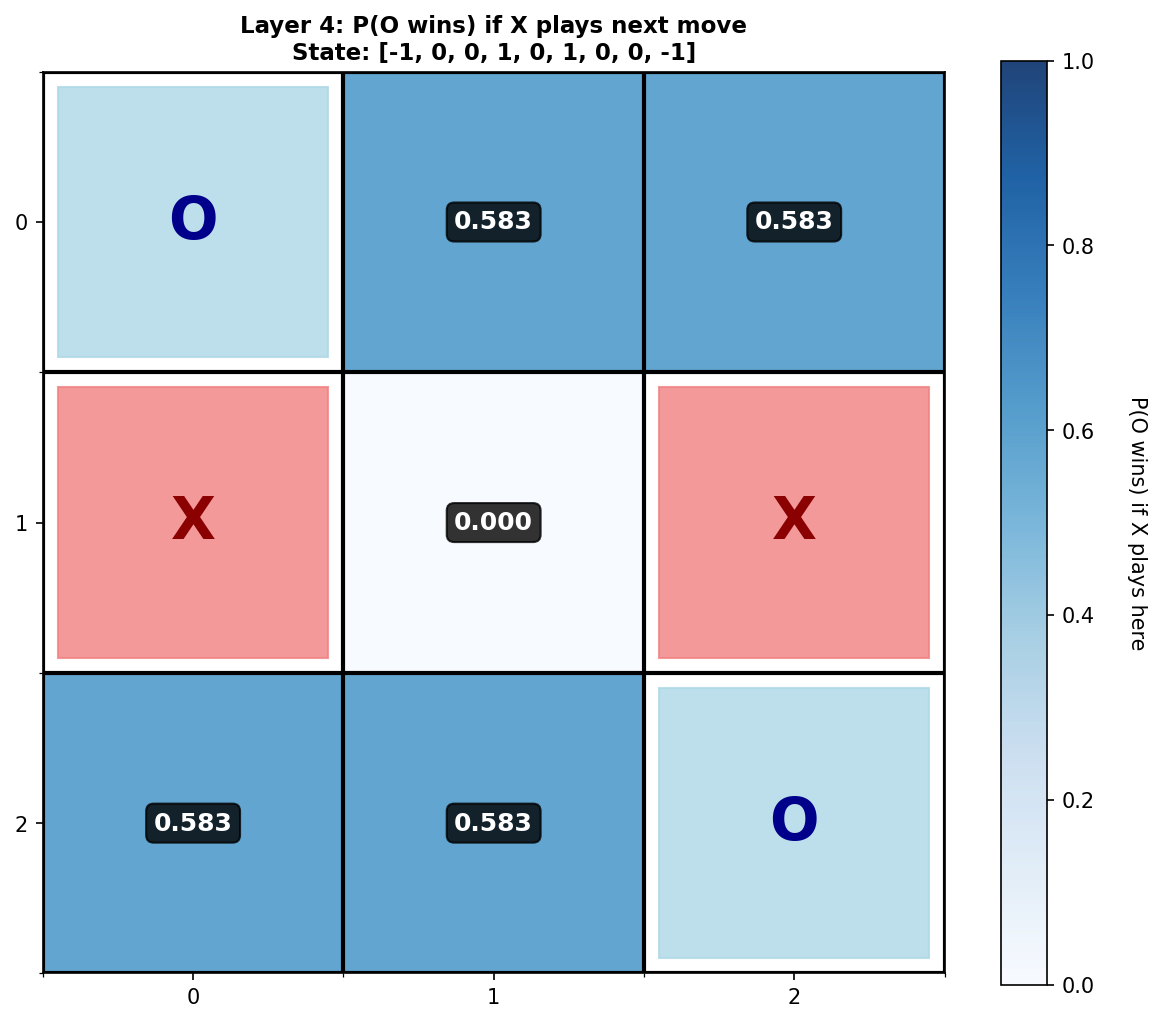 Layer 4: P(O wins) if X plays next move
State: [-1, 0, 0, 1, 0, 1, 0, 0, -1]
0
O
0.583
0.583
1
X
0.000
X
2
0.583
0.583
O
0
1
2
1.0
0.8
0.6
0.4
0.2
0.0
P(O wins) if X plays here